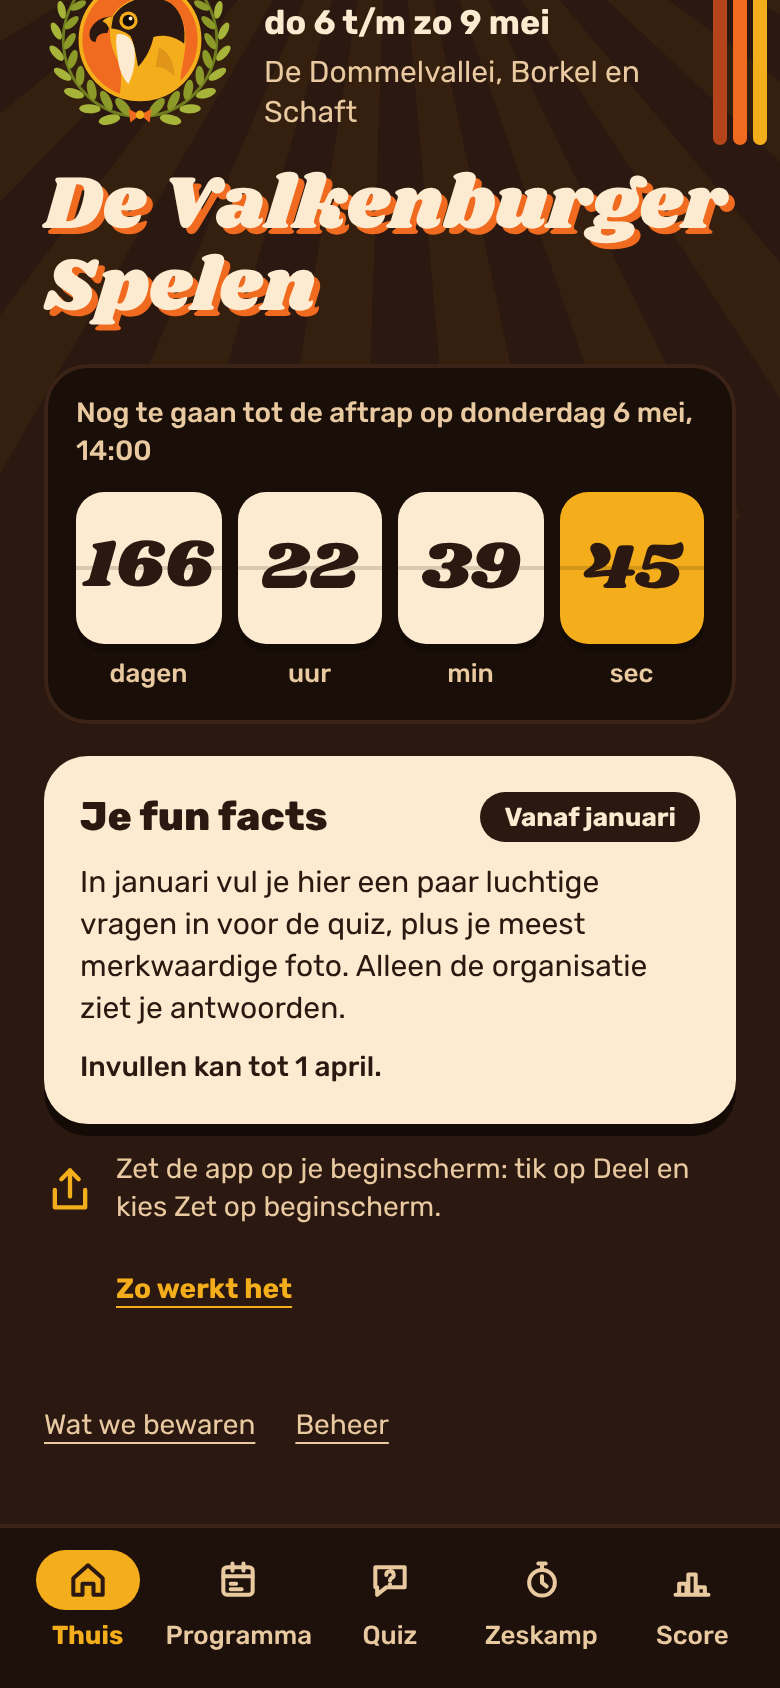 do 6 t/m zo 9 mei
De Dommelvallei, Borkel en
Schaft
De Valkenburger
Spelen
Nog te gaan tot de aftrap op donderdag 6 mei,
14:00
166 22 39 45
dagen uur min sec
Je fun facts
Vanaf januari
In januari vul je hier een paar luchtige
vragen in voor de quiz, plus je meest
merkwaardige foto. Alleen de organisatie
ziet je antwoorden.
Invullen kan tot 1 april.
Zet de app op je beginscherm: tik op Deel en
kies Zet op beginscherm.
Zo werkt het
Wat we bewaren Beheer
Thuis Programma Quiz Zeskamp Score